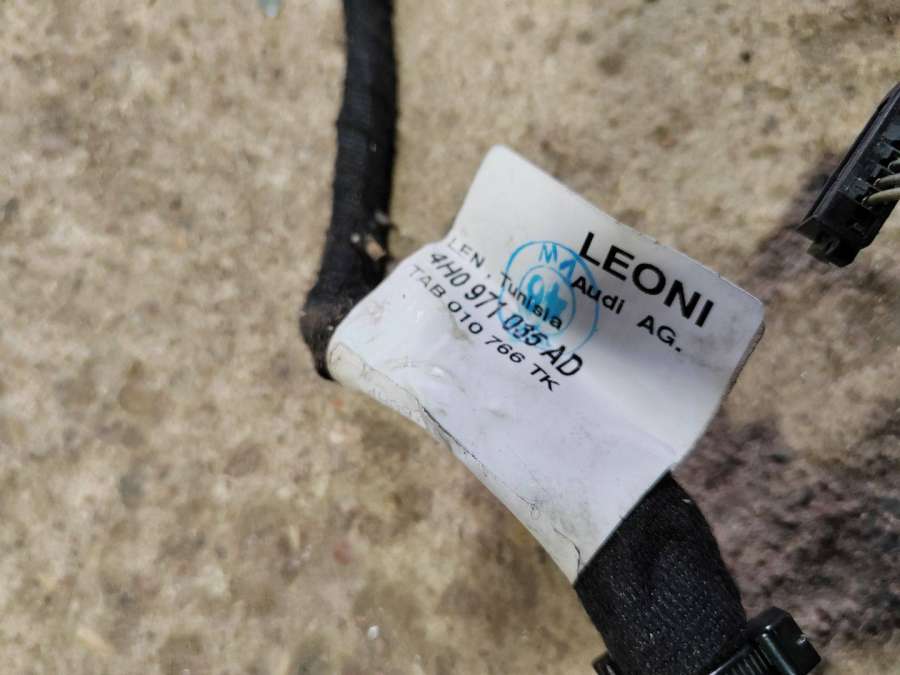 LEONI
Audi AG.
LEN, Tunisia
4H0 971 035 AD
TAB 010 766 TK